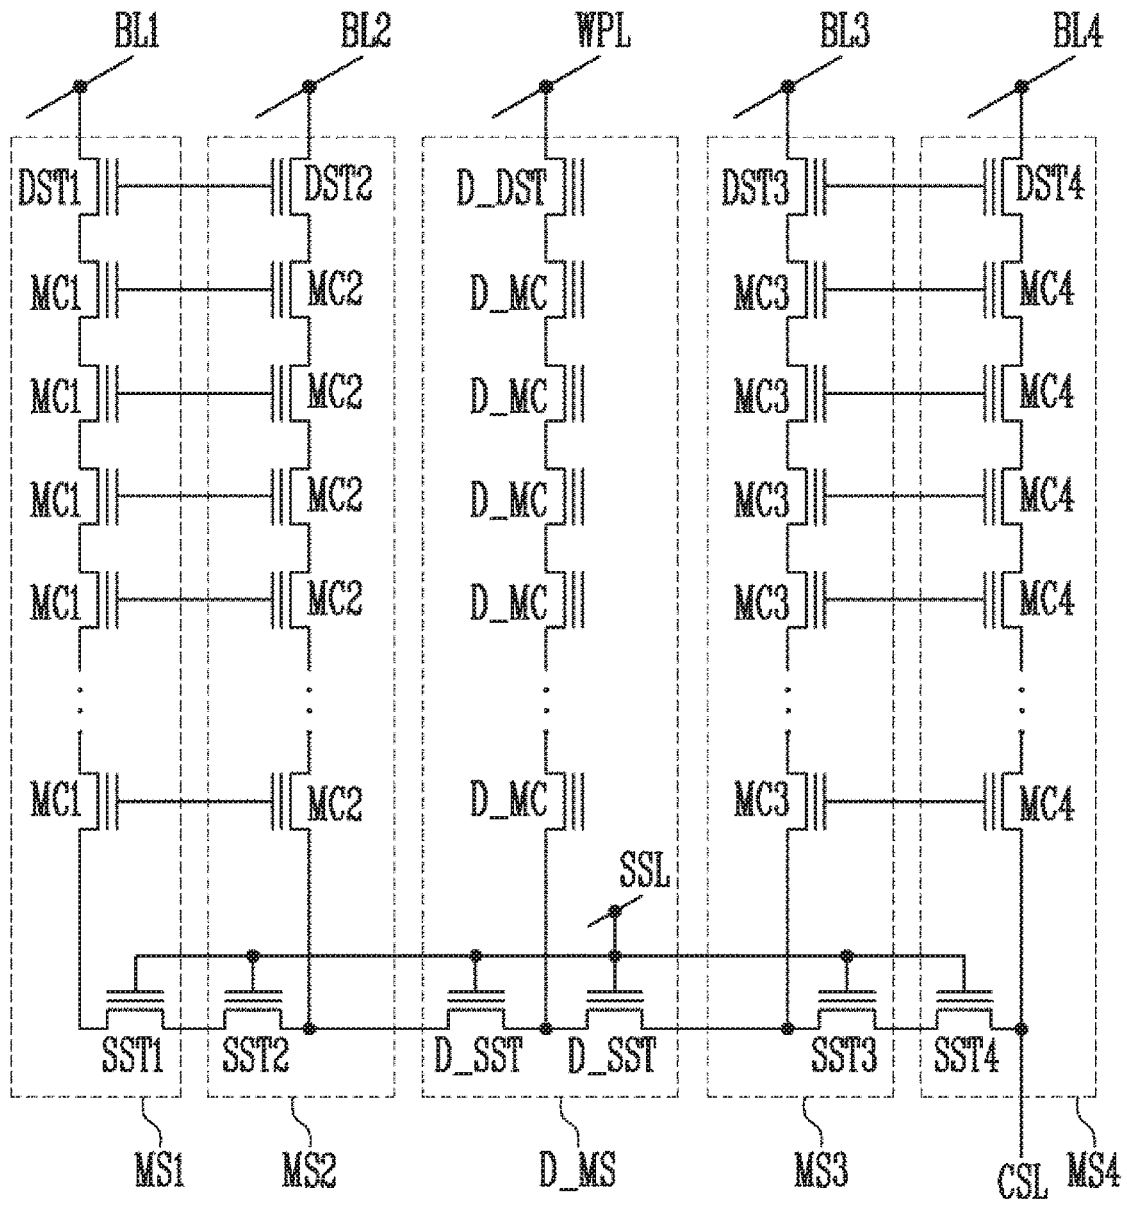 BL1 BL2 WPL BL3 BL4
DST1 DST2 D_DST DST3 DST4
MC1 MC2 D_MC MC3 MC4
MC1 MC2 D_MC MC3 MC4
MC1 MC2 D_MC MC3 MC4
MC1 MC2 D_MC MC3 MC4
MC1 MC2 D_MC MC3 MC4
SSL
SST1 SST2 D_SST D_SST SST3 SST4
MS1 MS2 D_MS MS3 CSL MS4